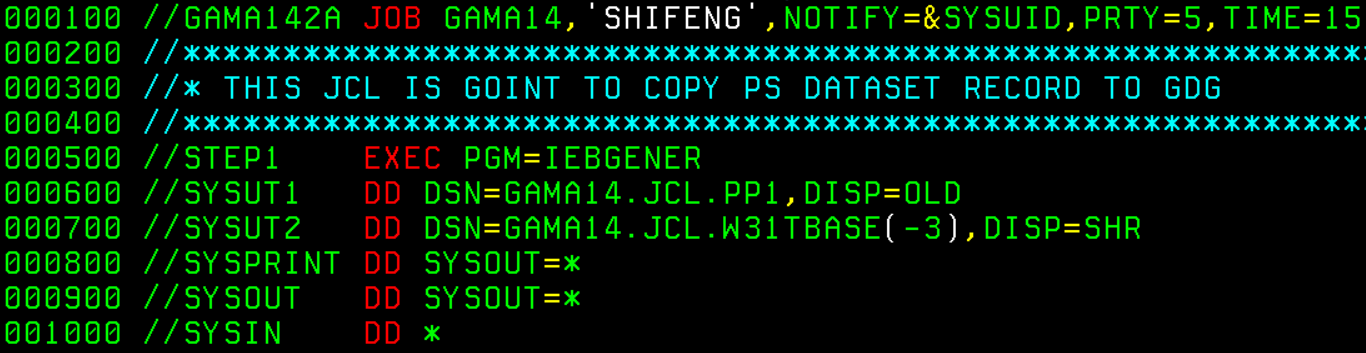 000100 //GAMA142A JOB GAMA14,'SHIFENG',NOTIFY=&SYSUID,PRTY=5,TIME=15
000200 //***********************************************************
000300 //* THIS JCL IS GOINT TO COPY PS DATASET RECORD TO GDG
000400 //***********************************************************
000500 //STEP1    EXEC PGM=IEBGENER
000600 //SYSUT1   DD DSN=GAMA14.JCL.PP1,DISP=OLD
000700 //SYSUT2   DD DSN=GAMA14.JCL.W31TBASE(-3),DISP=SHR
000800 //SYSPRINT DD SYSOUT=*
000900 //SYSOUT   DD SYSOUT=*
001000 //SYSIN    DD *